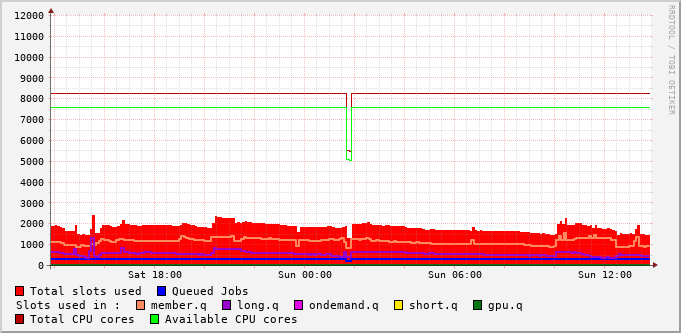 RRDTOOL / TOBI OETIKER
12000
11000
10000
9000
8000
7000
6000
5000
4000
3000
2000
1000
0
Sat 18:00 Sun 00:00 Sun 06:00 Sun 12:00
Total slots used Queued Jobs
Slots used in : member.q long.q ondemand.q short.q gpu.q
Total CPU cores Available CPU cores